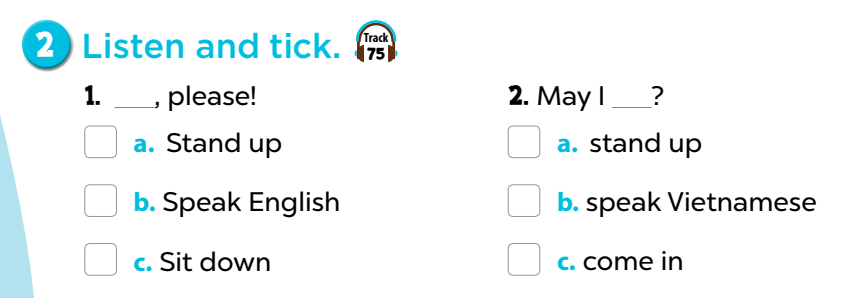 2 Listen and tick. Track 75
1. ___, please!
a. Stand up
b. Speak English
c. Sit down
2. May I ___?
a. stand up
b. speak Vietnamese
c. come in